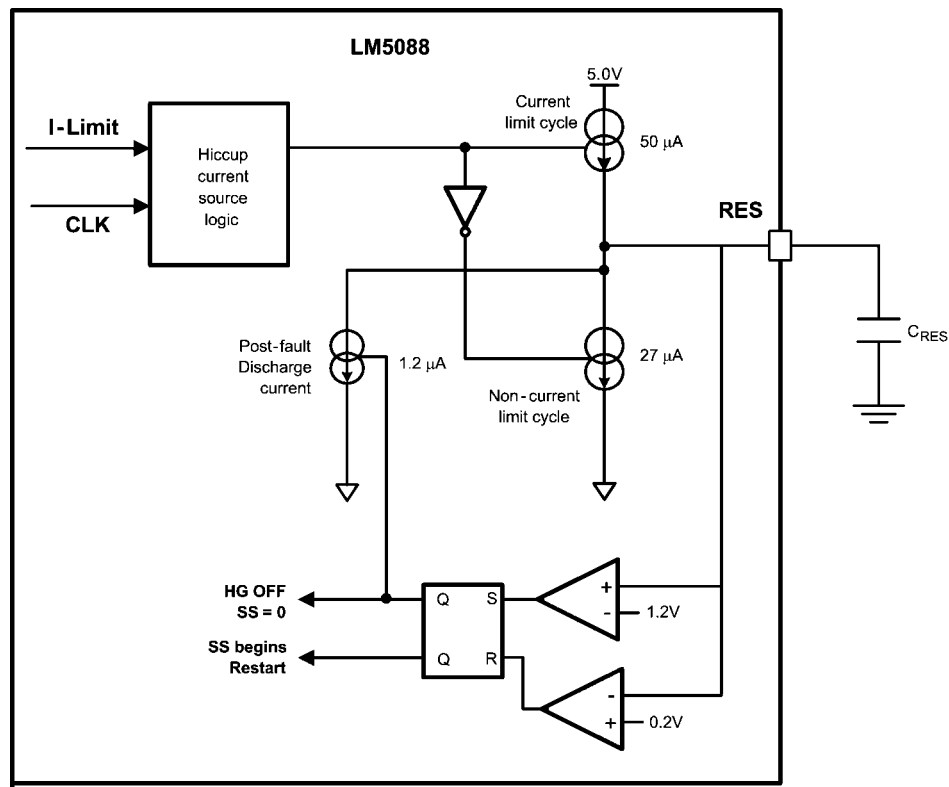 LM5088
5.0V
Current
limit cycle
50 μA
I-Limit
CLK
Hiccup
current
source
logic
RES
CRES
Post-fault
Discharge
current
1.2 μA
27 μA
Non-current
limit cycle
HG OFF
SS = 0
Q
S
+
-
1.2V
SS begins
Restart
Q
R
-
+
0.2V